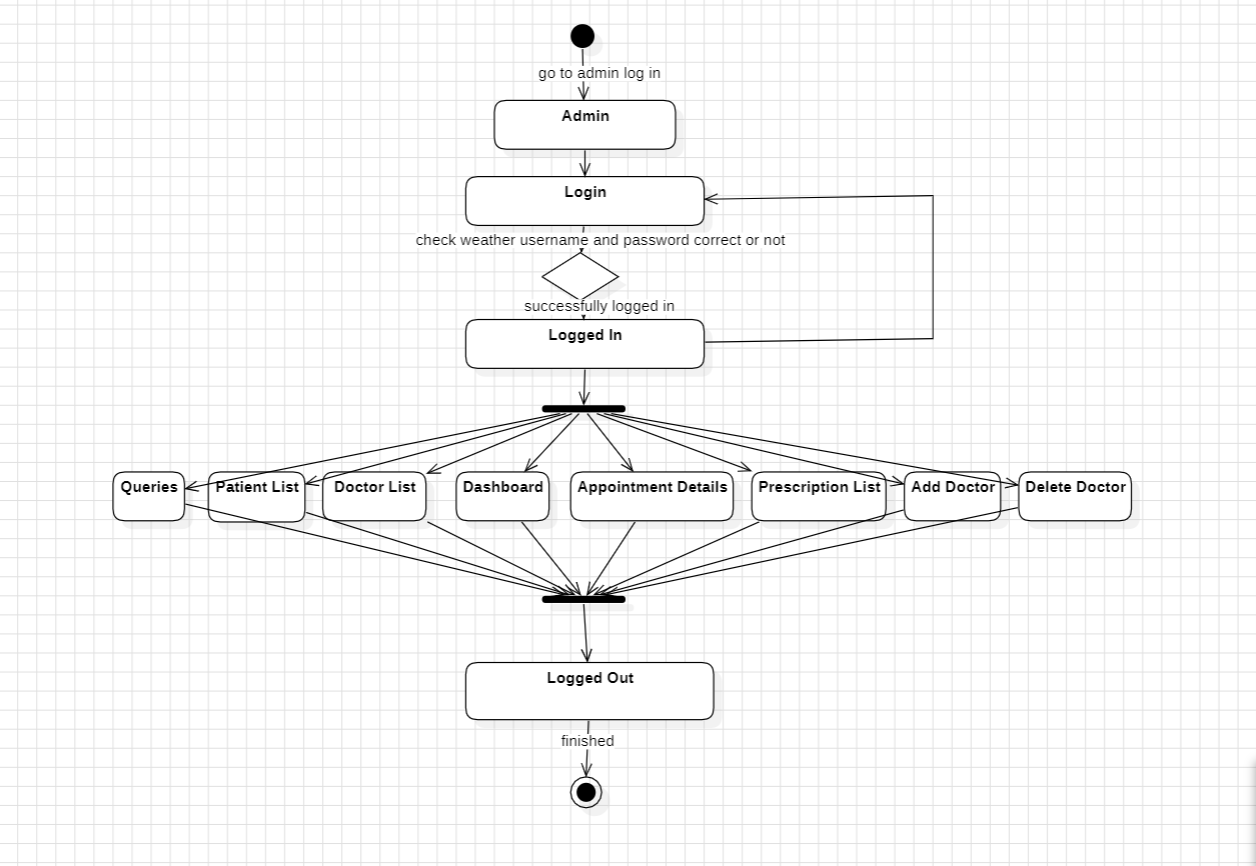 go to admin log in
Admin
Login
check weather username and password correct or not
successfully logged in
Logged In
Queries
Patient List
Doctor List
Dashboard
Appointment Details
Prescription List
Add Doctor
Delete Doctor
Logged Out
finished